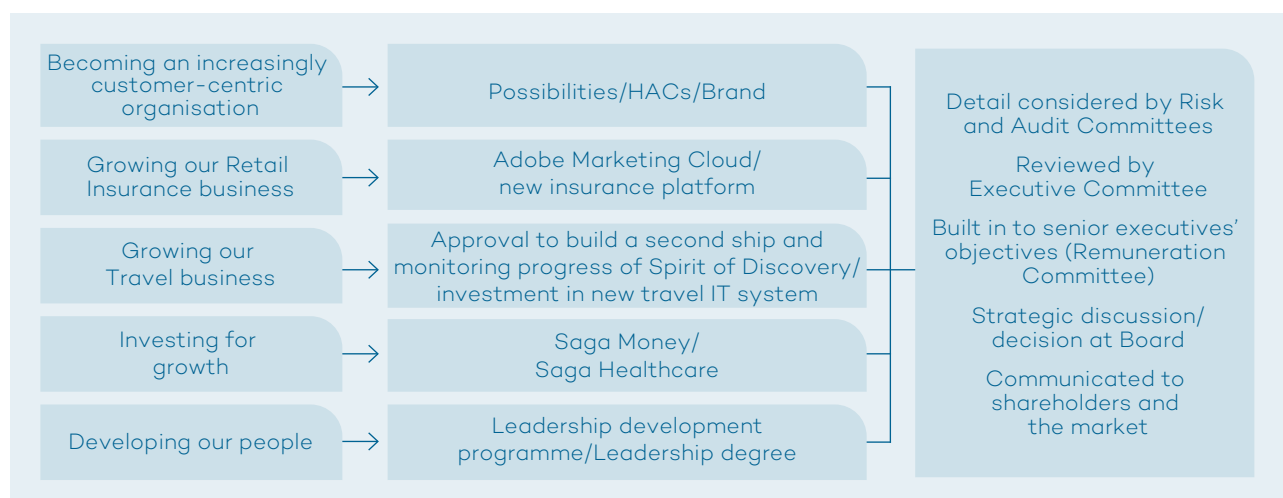 Becoming an increasingly
customer-centric
organisation
Possibilities/HACs/Brand
Growing our Retail
Insurance business
Adobe Marketing Cloud/
new insurance platform
Growing our
Travel business
Approval to build a second ship and
monitoring progress of Spirit of Discovery/
investment in new travel IT system
Investing for
growth
Saga Money/
Saga Healthcare
Developing our people
Leadership development
programme/Leadership degree
Detail considered by Risk
and Audit Committees
Reviewed by
Executive Committee
Built in to senior executives’
objectives (Remuneration
Committee)
Strategic discussion/
decision at Board
Communicated to
shareholders and
the market